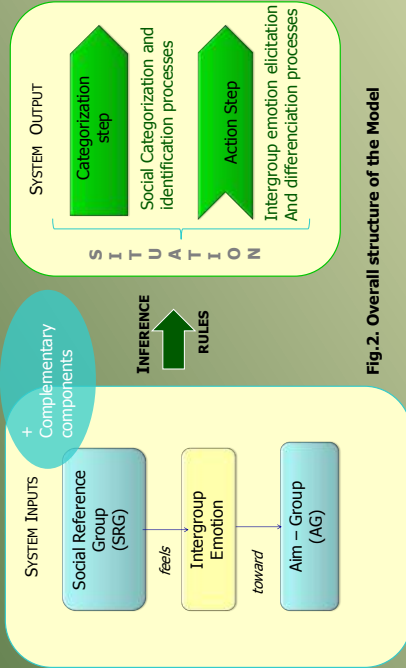 SYSTEM INPUTS
+
Complementary
components
Social Reference
Group
(SRG)
feels
Intergroup
Emotion
toward
Aim – Group
(AG)
INFERENCE
RULES
SYSTEM OUTPUT
SITUATION
Categorization
step
Social Categorization and
identification processes
Action Step
Intergroup emotion elicitation
And differenciation processes
Fig.2. Overall structure of the Model